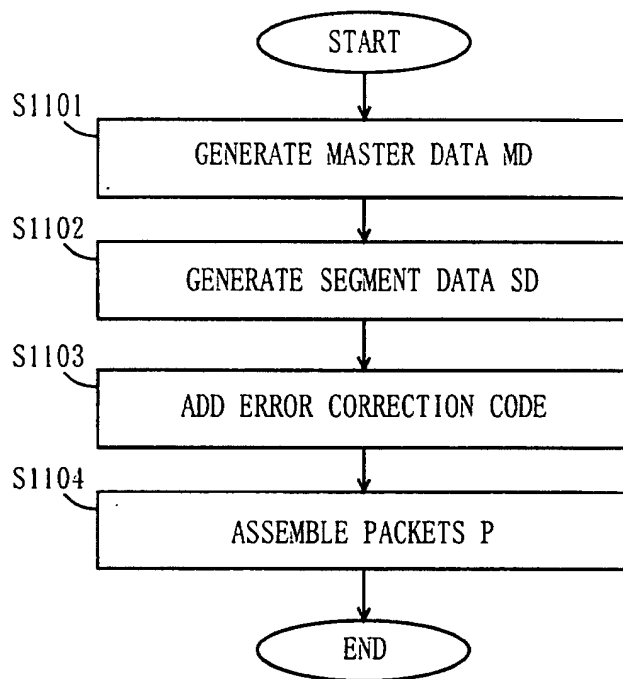 START
S1101
GENERATE MASTER DATA MD
S1102
GENERATE SEGMENT DATA SD
S1103
ADD ERROR CORRECTION CODE
S1104
ASSEMBLE PACKETS P
END